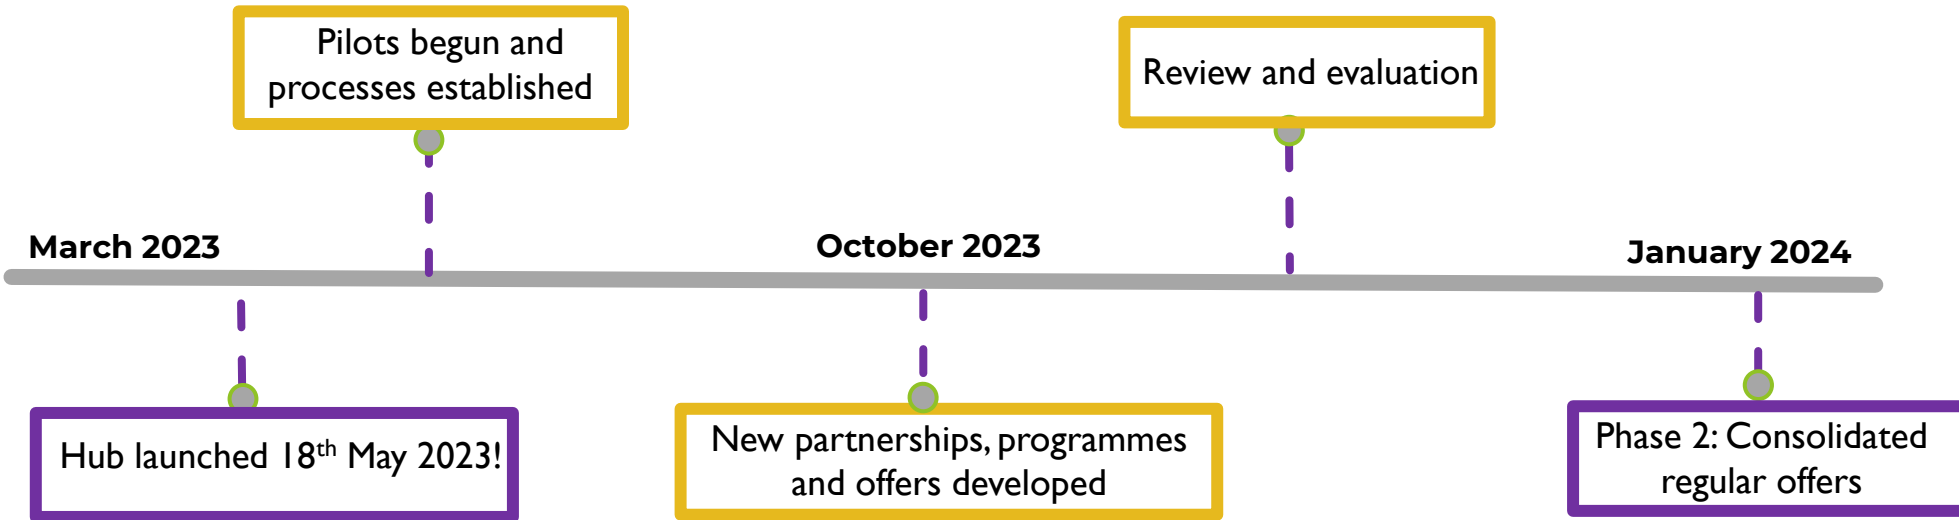 Pilots begun and
processes established
Review and evaluation
March 2023
October 2023
January 2024
Hub launched 18th May 2023!
New partnerships, programmes
and offers developed
Phase 2: Consolidated
regular offers